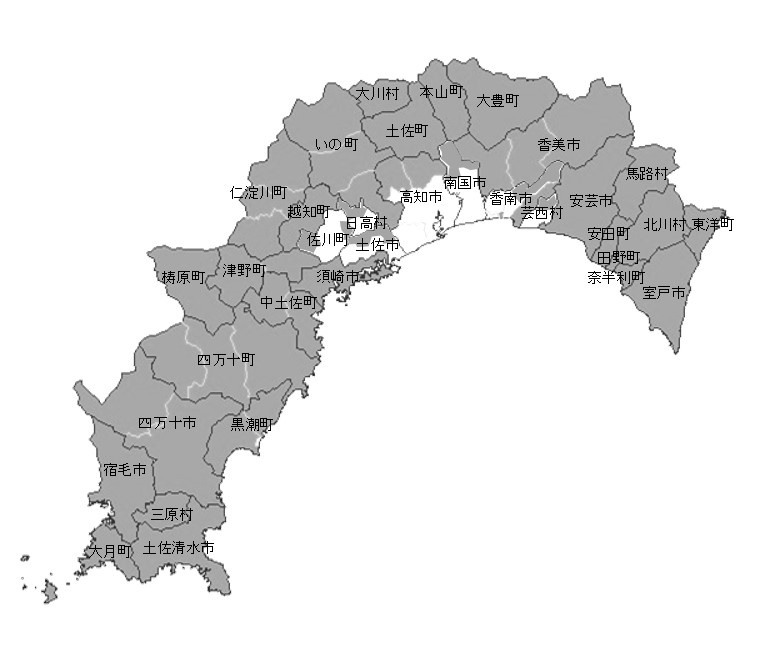 大川村
本山町
大豊町
土佐町
いの町
香美市
馬路村
仁淀川町
高知市
南国市
香南市
安芸市
越知町
日高村
芸西村
北川村
東洋町
佐川町
土佐市
安田町
田野町
梼原町
津野町
須崎市
奈半利町
室戸市
中土佐町
四万十町
四万十市
黒潮町
宿毛市
三原村
大月町
土佐清水市